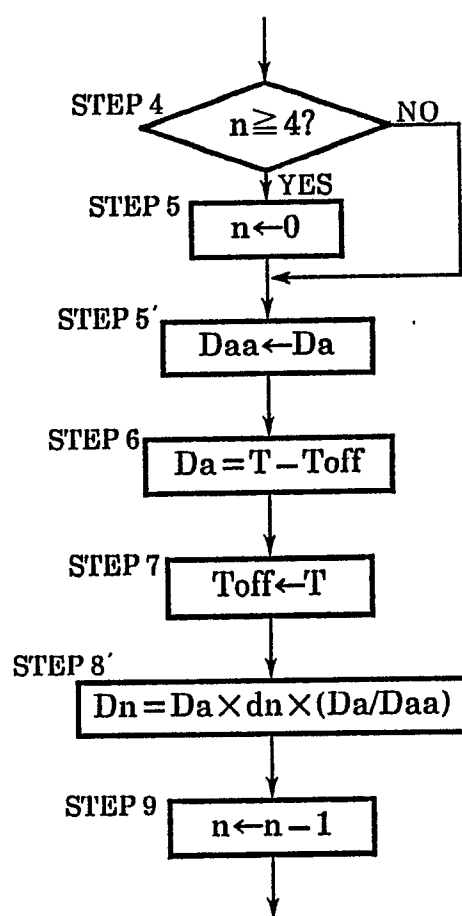 STEP 4
n≧4?
NO
YES
STEP 5
n←0
STEP 5′
Daa←Da
STEP 6
Da=T−Toff
STEP 7
Toff←T
STEP 8′
Dn=Da×dn×(Da/Daa)
STEP 9
n←n−1